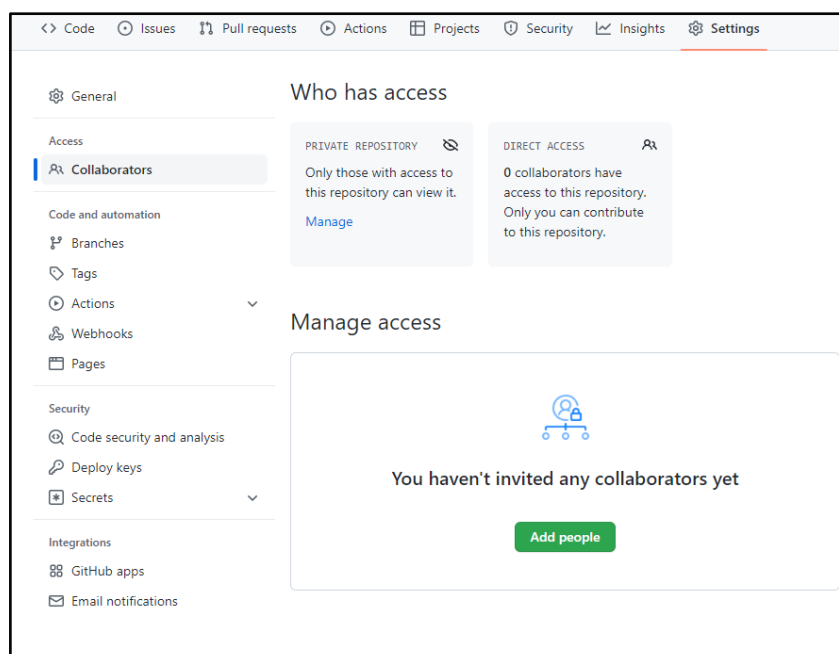 Code Issues Pull requests Actions Projects Security Insights Settings
General
Access
Collaborators
Code and automation
Branches
Tags
Actions
Webhooks
Pages
Security
Code security and analysis
Deploy keys
Secrets
Integrations
GitHub apps
Email notifications
Who has access
PRIVATE REPOSITORY
Only those with access to
this repository can view it.
Manage
DIRECT ACCESS
0 collaborators have
access to this repository.
Only you can contribute
to this repository.
Manage access
You haven't invited any collaborators yet
Add people